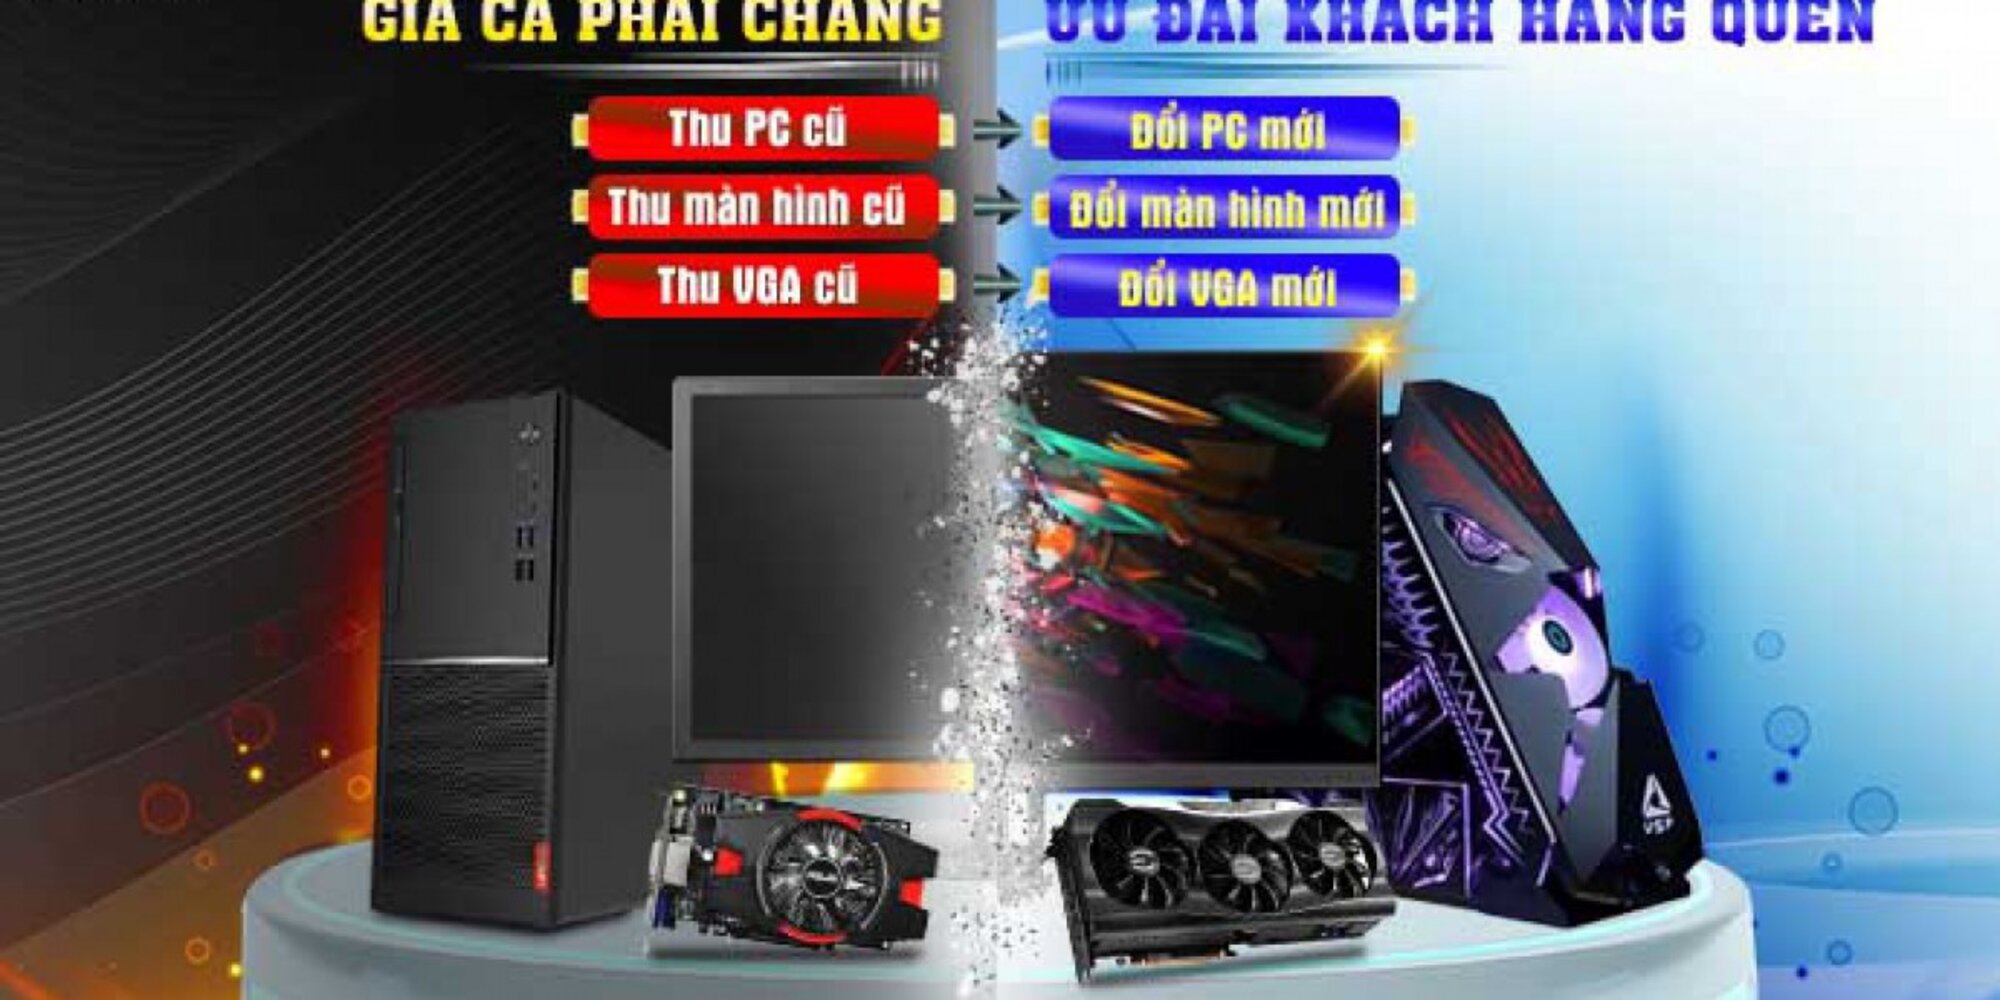 GIÁ CẢ PHẢI CHĂNG
ƯU ĐÃI KHÁCH HÀNG QUEN
Thu PC cũ
Đổi PC mới
Thu màn hình cũ
Đổi màn hình mới
Thu VGA cũ
Đổi VGA mới
VSP